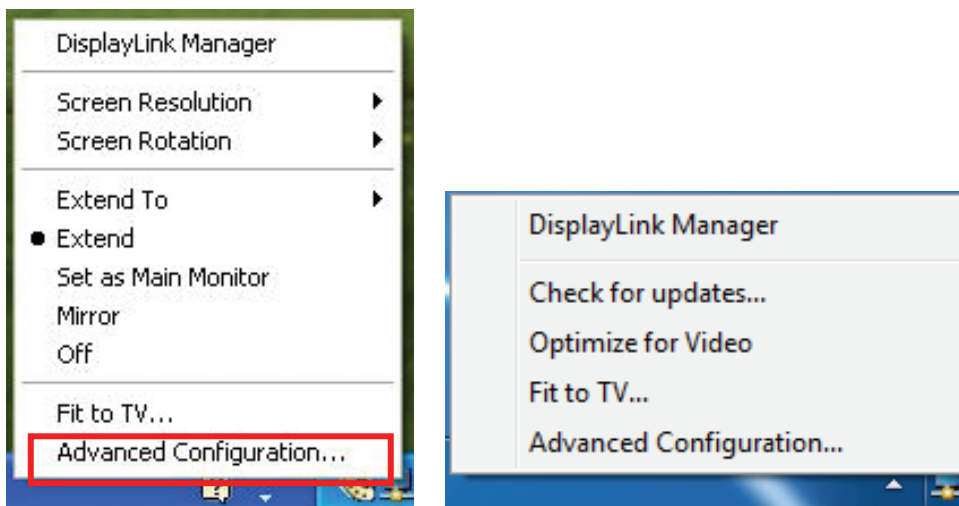 DisplayLink Manager
Screen Resolution
Screen Rotation
Extend To
Extend
Set as Main Monitor
Mirror
Off
Fit to TV...
Advanced Configuration...
DisplayLink Manager
Check for updates...
Optimize for Video
Fit to TV...
Advanced Configuration...